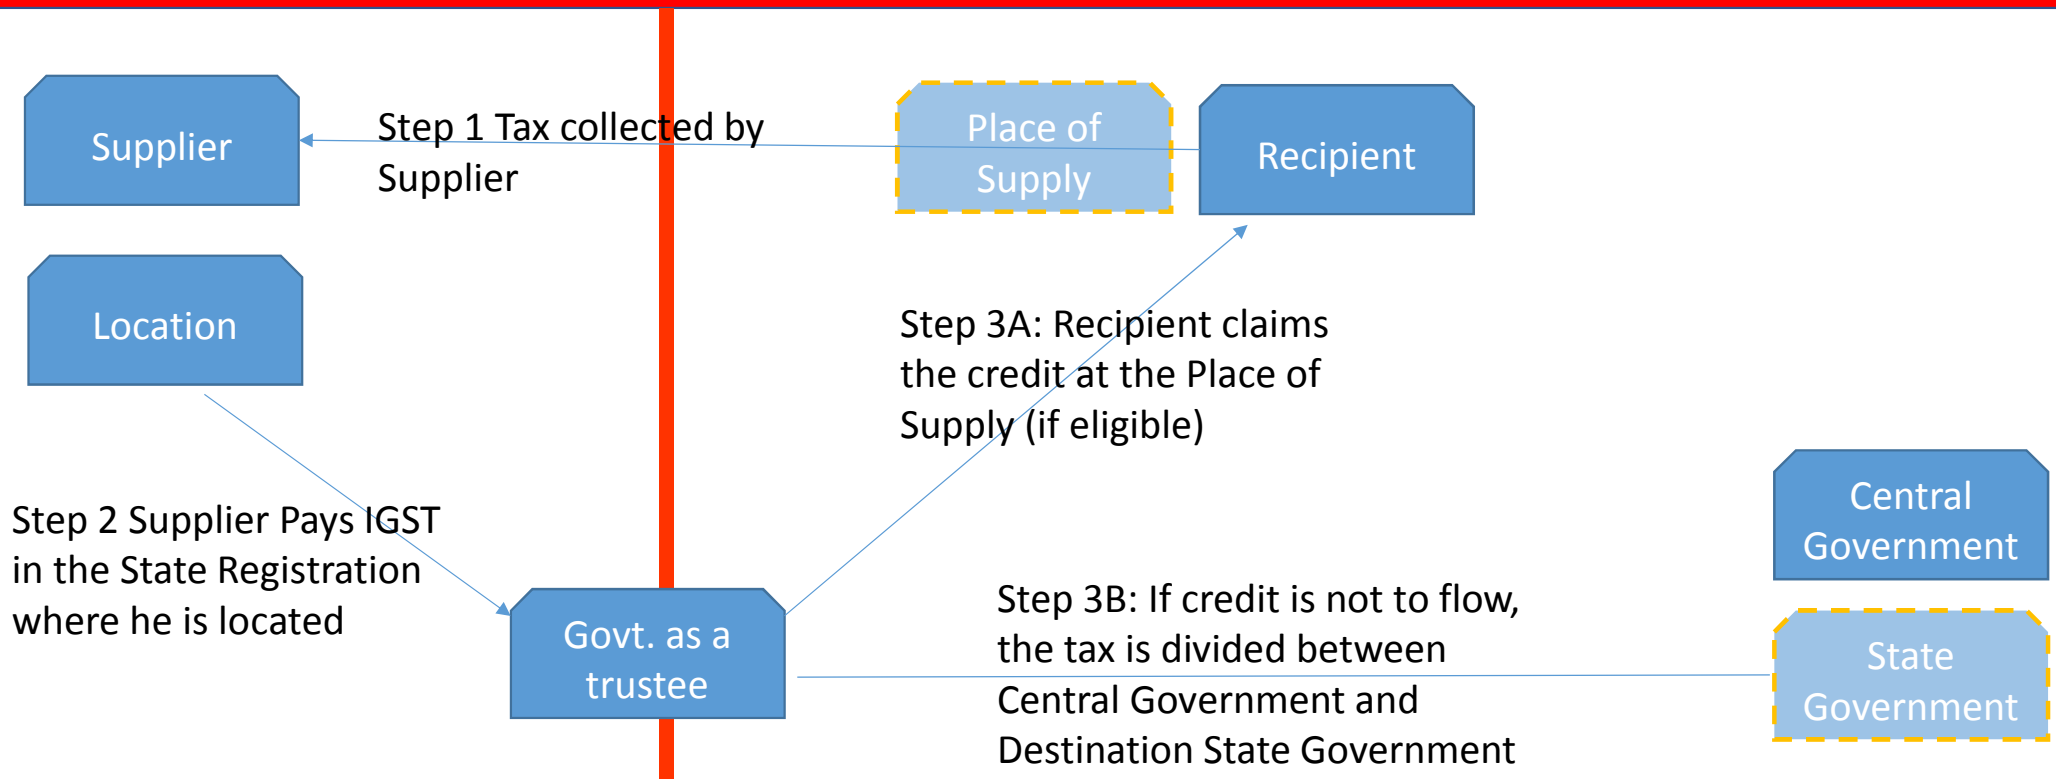 Supplier
Step 1 Tax collected by
Supplier
Place of
Supply
Recipient
Location
Step 3A: Recipient claims
the credit at the Place of
Supply (if eligible)
Step 2 Supplier Pays IGST
in the State Registration
where he is located
Govt. as a
trustee
Step 3B: If credit is not to flow,
the tax is divided between
Central Government and
Destination State Government
Central
Government
State
Government